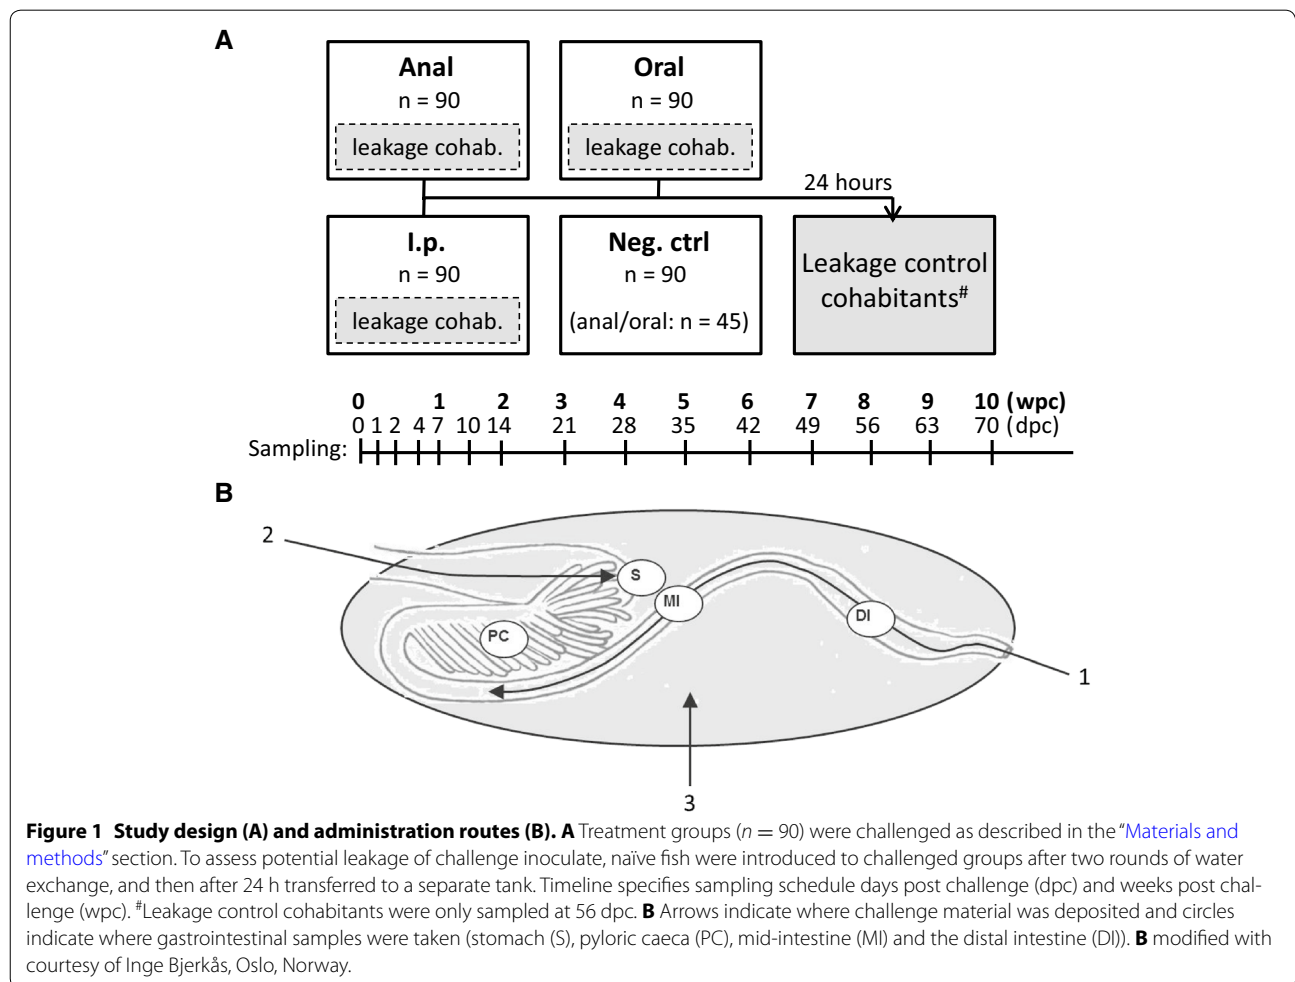 A
Anal
n = 90
leakage cohab.
Oral
n = 90
leakage cohab.
24 hours
I.p.
n = 90
leakage cohab.
Neg. ctrl
n = 90
(anal/oral: n = 45)
Leakage control
cohabitants#
0 1 2 3 4 5 6 7 8 9 10 (wpc)
0 1 2 4 7 10 14 21 28 35 42 49 56 63 70 (dpc)
Sampling:
B
2
S
MI
PC
DI
1
3
Figure 1 Study design (A) and administration routes (B). A Treatment groups (n = 90) were challenged as described in the “Materials and
methods” section. To assess potential leakage of challenge inoculate, naïve fish were introduced to challenged groups after two rounds of water
exchange, and then after 24 h transferred to a separate tank. Timeline specifies sampling schedule days post challenge (dpc) and weeks post chal-
lenge (wpc). #Leakage control cohabitants were only sampled at 56 dpc. B Arrows indicate where challenge material was deposited and circles
indicate where gastrointestinal samples were taken (stomach (S), pyloric caeca (PC), mid-intestine (MI) and the distal intestine (DI)). B modified with
courtesy of Inge Bjerkås, Oslo, Norway.